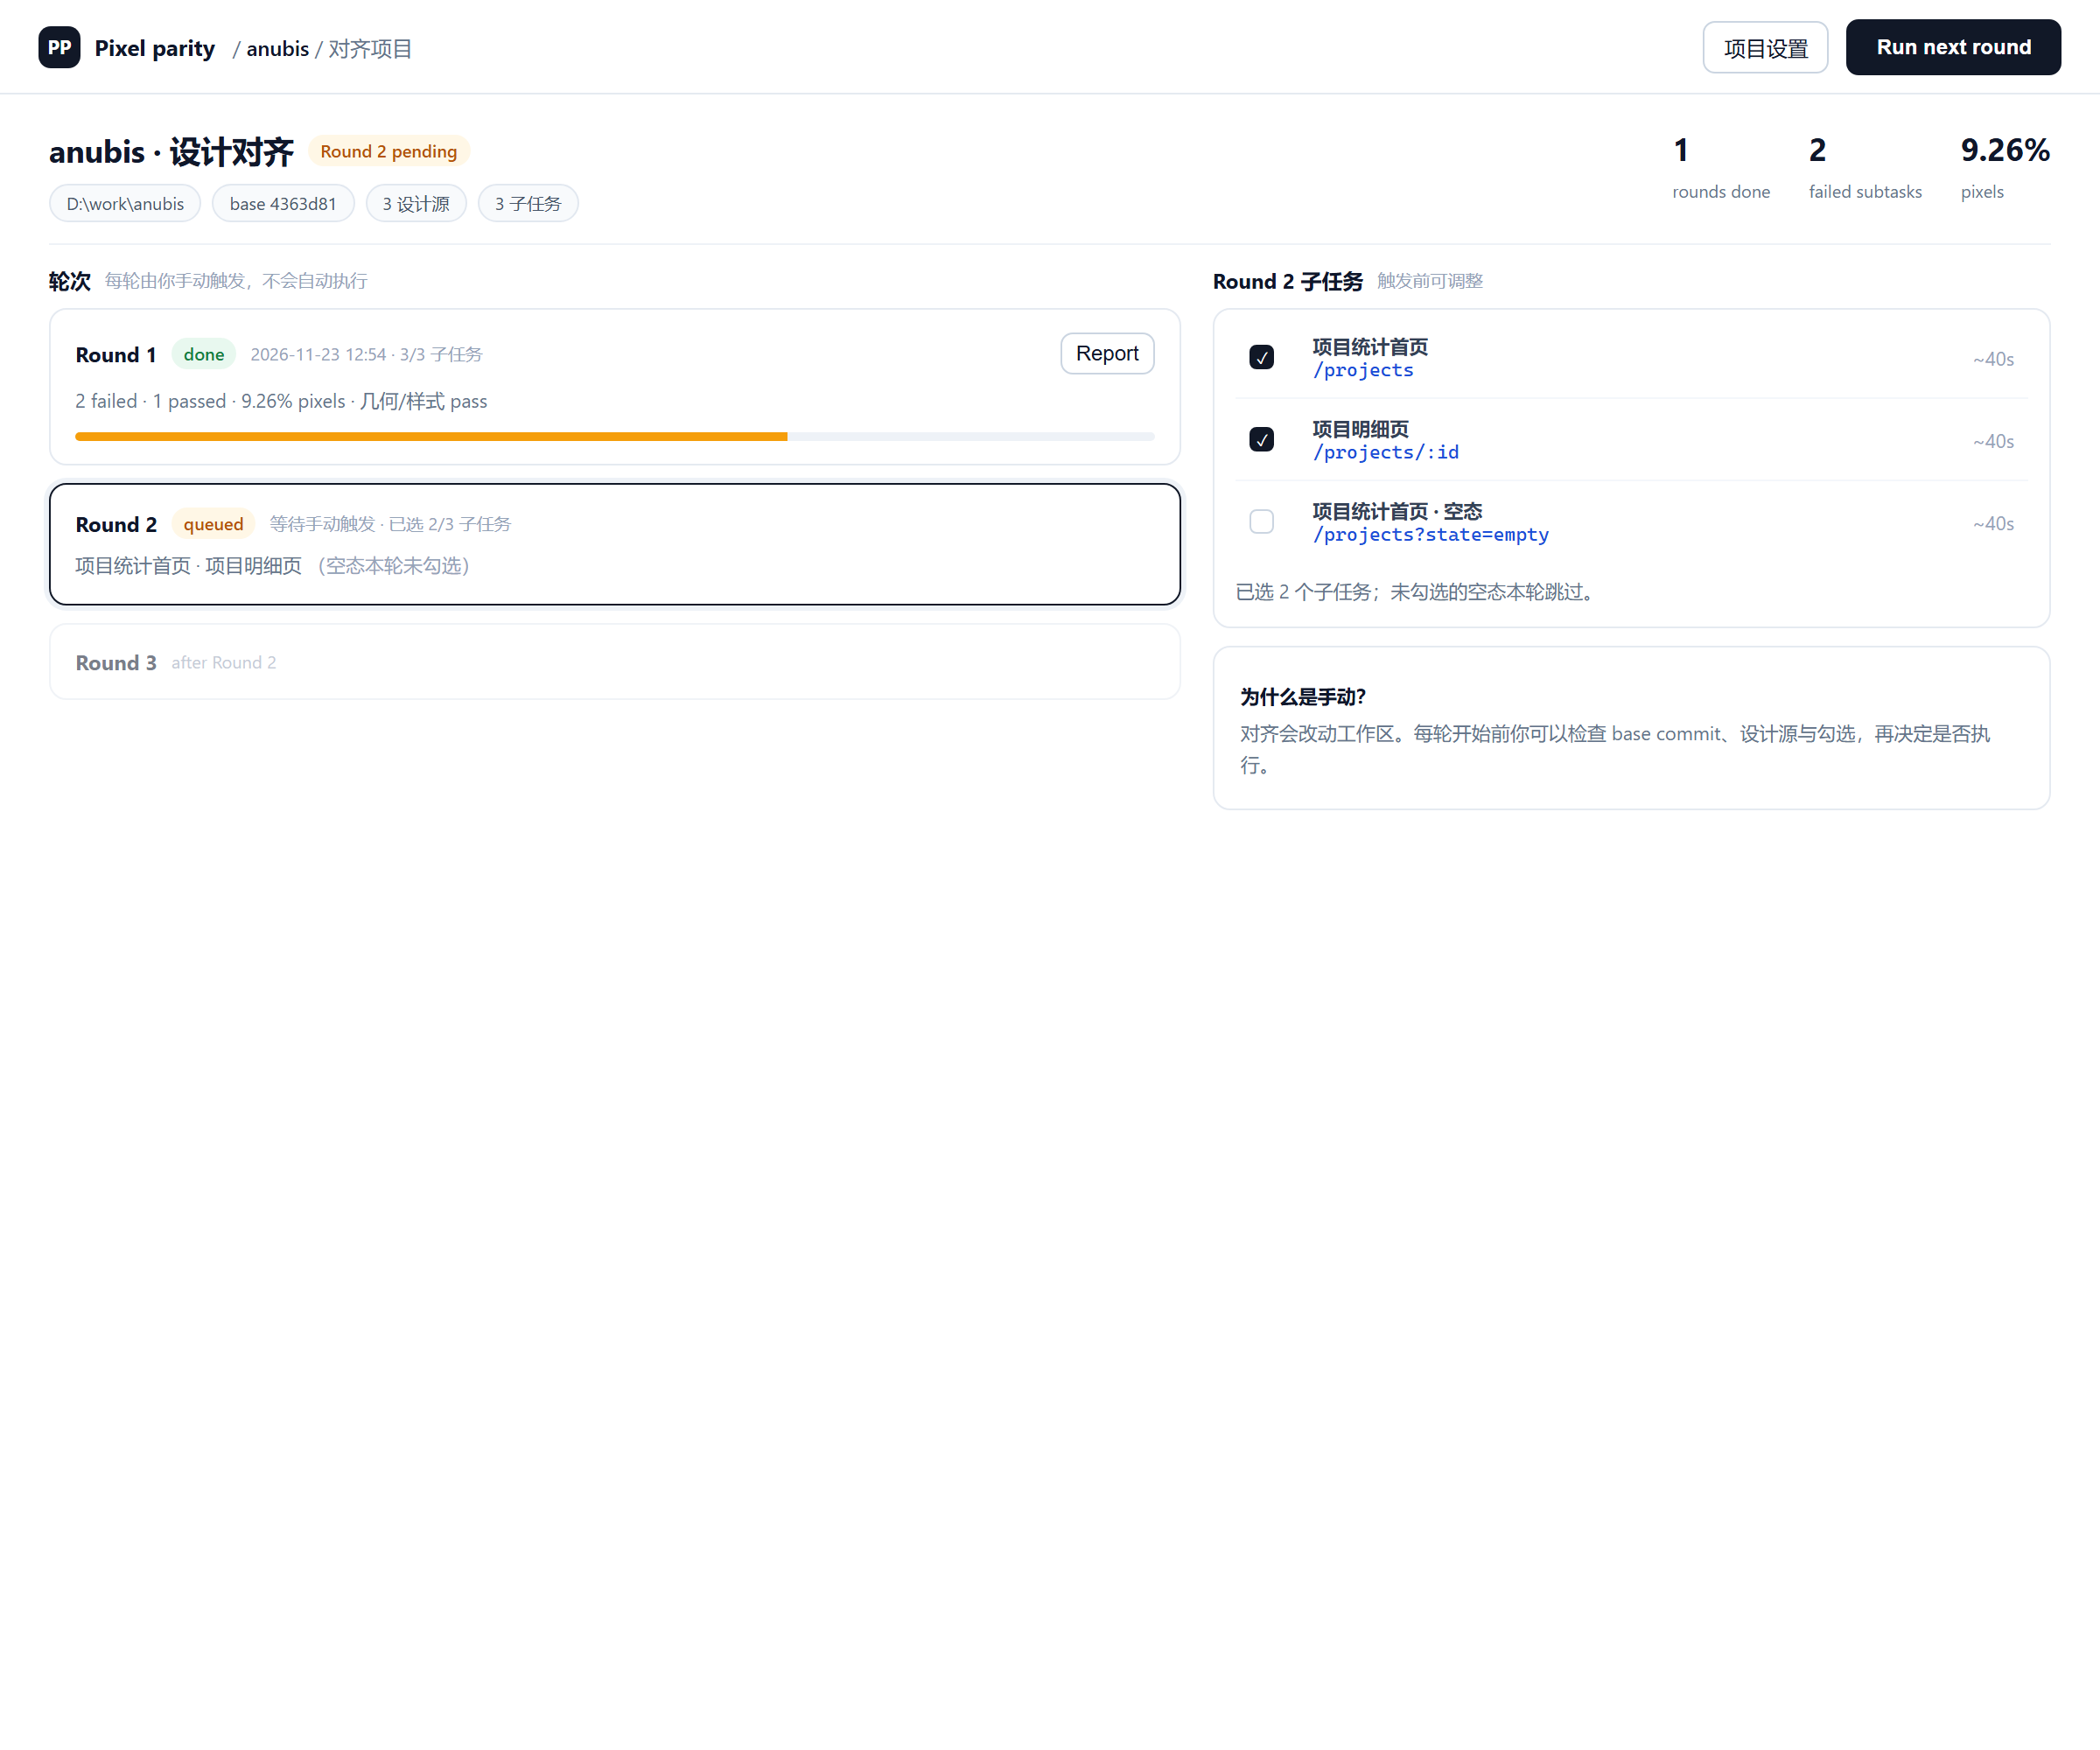 PP Pixel parity / anubis / 对齐项目
项目设置
Run next round
anubis · 设计对齐 Round 2 pending
D:\work\anubis base 4363d81 3 设计源 3 子任务
1
rounds done
2
failed subtasks
9.26%
pixels
轮次 每轮由你手动触发，不会自动执行
Round 1 done 2026-11-23 12:54 · 3/3 子任务
Report
2 failed · 1 passed · 9.26% pixels · 几何/样式 pass
Round 2 queued 等待手动触发 · 已选 2/3 子任务
项目统计首页 · 项目明细页 （空态本轮未勾选）
Round 3 after Round 2
Round 2 子任务 触发前可调整
项目统计首页
/projects
~40s
项目明细页
/projects/:id
~40s
项目统计首页 · 空态
/projects?state=empty
~40s
已选 2 个子任务；未勾选的空态本轮跳过。
为什么是手动？
对齐会改动工作区。每轮开始前你可以检查 base commit、设计源与勾选，再决定是否执
行。